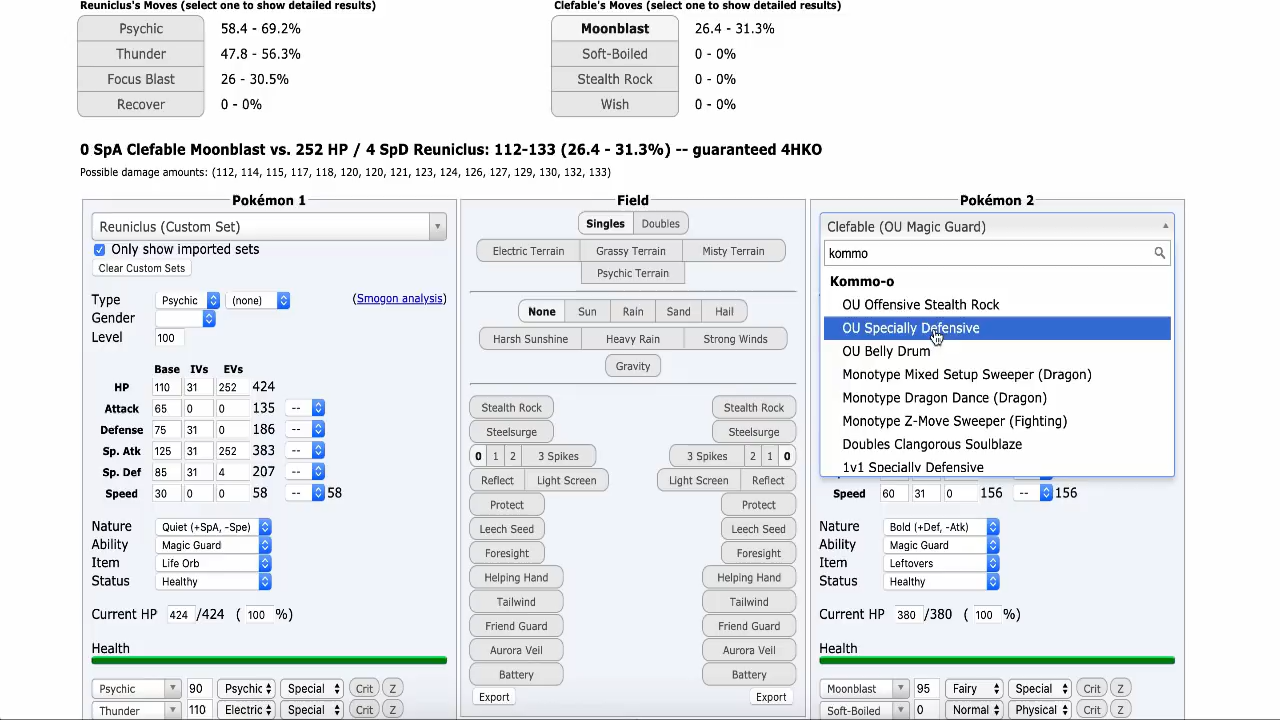 Reuniclus's Moves (select one to show detailed results)
Clefable's Moves (select one to show detailed results)
Psychic 58.4 - 69.2%
Moonblast 26.4 - 31.3%
Thunder 47.8 - 56.3%
Soft-Boiled 0 - 0%
Focus Blast 26 - 30.5%
Stealth Rock 0 - 0%
Recover 0 - 0%
Wish 0 - 0%
0 SpA Clefable Moonblast vs. 252 HP / 4 SpD Reuniclus: 112-133 (26.4 - 31.3%) -- guaranteed 4HKO
Possible damage amounts: (112, 114, 115, 117, 118, 120, 120, 121, 123, 124, 126, 127, 129, 130, 132, 133)
Pokémon 1
Reuniclus (Custom Set)
Only show imported sets
Clear Custom Sets
Type Psychic (none) (Smogon analysis)
Gender
Level 100
Base IVs EVs
HP 110 31 252 424
Attack 65 0 0 135 --
Defense 75 31 0 186 --
Sp. Atk 125 31 252 383 --
Sp. Def 85 31 4 207 --
Speed 30 0 0 58 -- 58
Nature Quiet (+SpA, -Spe)
Ability Magic Guard
Item Life Orb
Status Healthy
Current HP 424 /424 ( 100 %)
Health
Psychic 90 Psychic Special Crit Z
Thunder 110 Electric Special Crit Z
Field
Singles Doubles
Electric Terrain Grassy Terrain Misty Terrain
Psychic Terrain
None Sun Rain Sand Hail
Harsh Sunshine Heavy Rain Strong Winds
Gravity
Stealth Rock Stealth Rock
Steelsurge Steelsurge
0 1 2 3 Spikes 3 Spikes 2 1 0
Reflect Light Screen Light Screen Reflect
Protect Protect
Leech Seed Leech Seed
Foresight Foresight
Helping Hand Helping Hand
Tailwind Tailwind
Friend Guard Friend Guard
Aurora Veil Aurora Veil
Battery Battery
Export Export
Pokémon 2
Clefable (OU Magic Guard)
kommo
Kommo-o
OU Offensive Stealth Rock
OU Specially Defensive
OU Belly Drum
Monotype Mixed Setup Sweeper (Dragon)
Monotype Dragon Dance (Dragon)
Monotype Z-Move Sweeper (Fighting)
Doubles Clangorous Soulblaze
1v1 Specially Defensive
Speed 60 31 0 156 -- 156
Nature Bold (+Def, -Atk)
Ability Magic Guard
Item Leftovers
Status Healthy
Current HP 380 /380 ( 100 %)
Health
Moonblast 95 Fairy Special Crit Z
Soft-Boiled 0 Normal Physical Crit Z